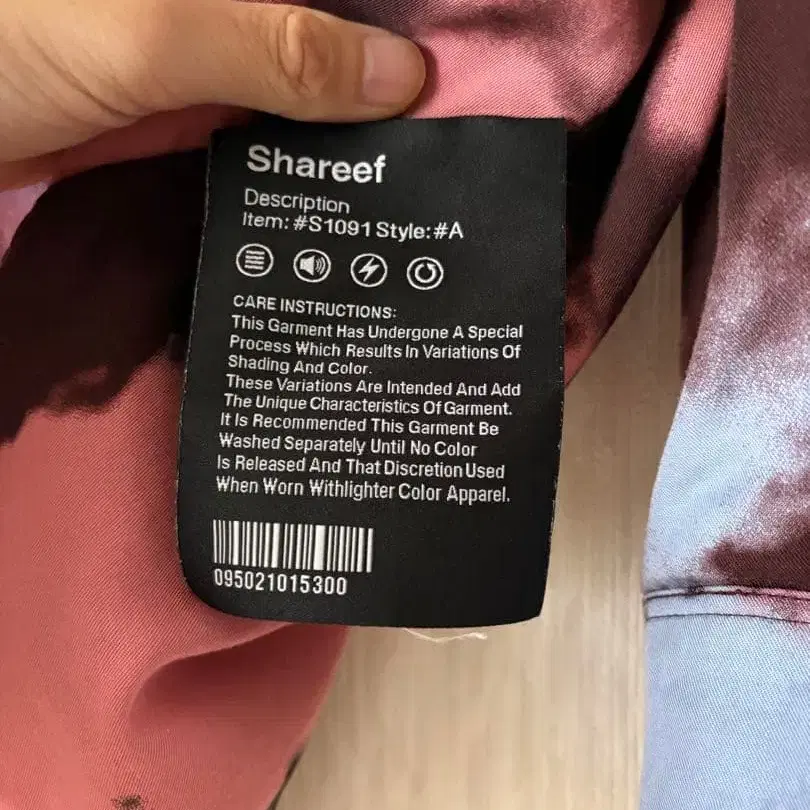 Shareef
Description
Item: #S1091 Style:#A
CARE INSTRUCTIONS:
This Garment Has Undergone A Special
Process Which Results In Variations Of
Shading And Color.
These Variations Are Intended And Add
The Unique Characteristics Of Garment.
It Is Recommended This Garment Be
Washed Separately Until No Color
Is Released And That Discretion Used
When Worn Withlighter Color Apparel.
095021015300